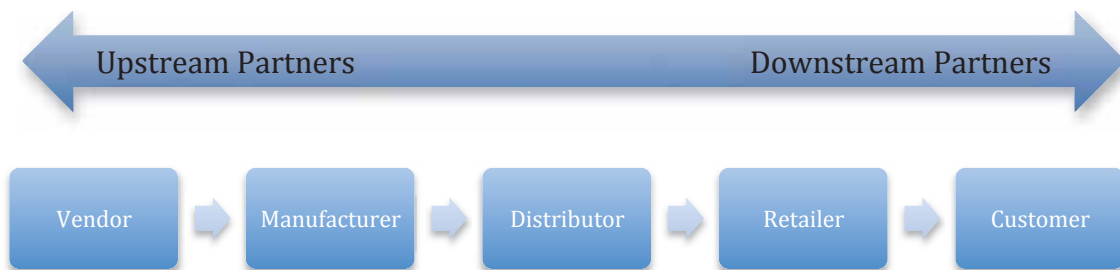 Upstream Partners Downstream Partners
Vendor Manufacturer Distributor Retailer Customer